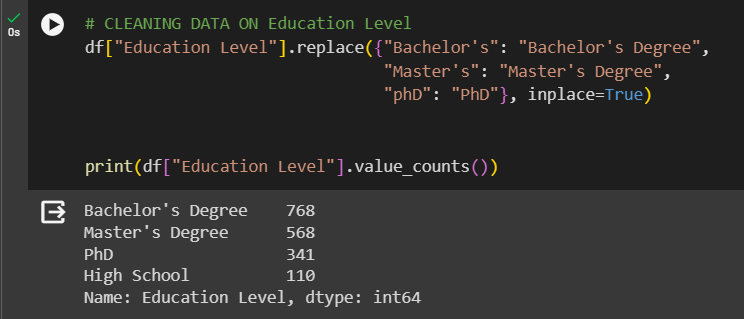 # CLEANING DATA ON Education Level
0s
df["Education Level"].replace({"Bachelor's": "Bachelor's Degree",
                               "Master's": "Master's Degree",
                               "phD": "PhD"}, inplace=True)
print(df["Education Level"].value_counts())
Bachelor's Degree    768
Master's Degree      568
PhD                  341
High School          110
Name: Education Level, dtype: int64